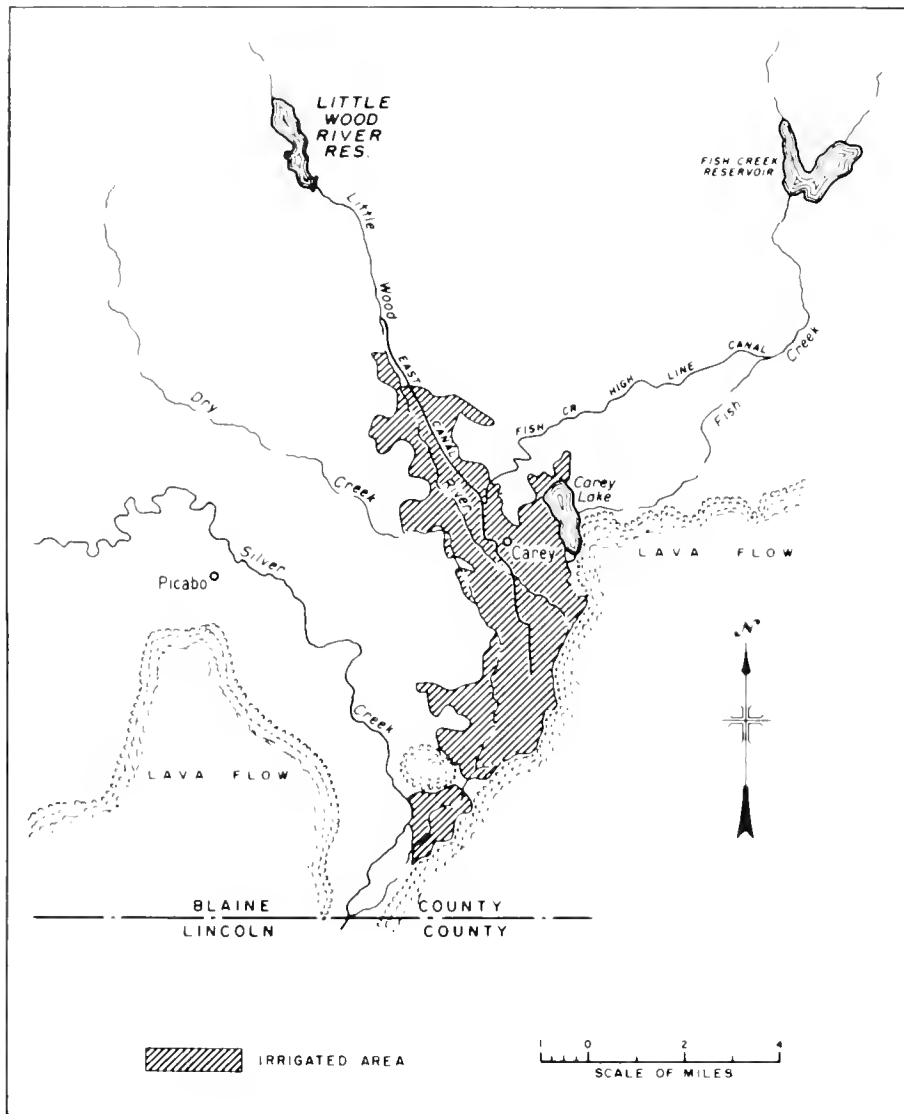 LITTLE
WOOD
RIVER
RES.
FISH CREEK
RESERVOIR
Little
Wood
River
EAST CANAL
FISH CR HIGH LINE CANAL
Fish Creek
Dry Creek
Carey
Lake
Carey
LAVA FLOW
Silver Creek
Picabo
N
LAVA FLOW
BLAINE COUNTY
LINCOLN COUNTY
IRRIGATED AREA
1 0 2 4
SCALE OF MILES